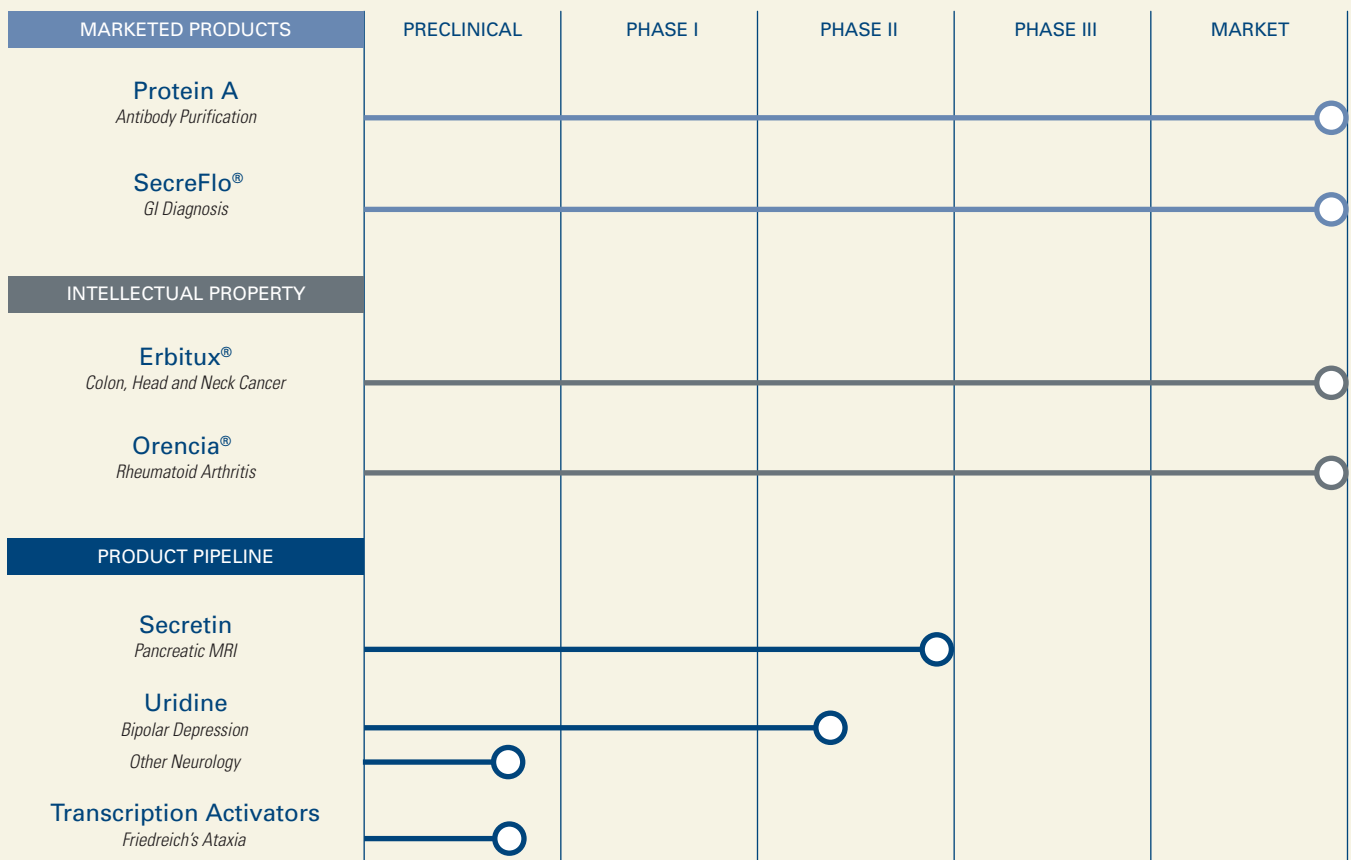 MARKETED PRODUCTS PRECLINICAL PHASE I PHASE II PHASE III MARKET
Protein A
Antibody Purification
SecreFlo®
GI Diagnosis
INTELLECTUAL PROPERTY
Erbitux®
Colon, Head and Neck Cancer
Orencia®
Rheumatoid Arthritis
PRODUCT PIPELINE
Secretin
Pancreatic MRI
Uridine
Bipolar Depression
Other Neurology
Transcription Activators
Friedreich's Ataxia